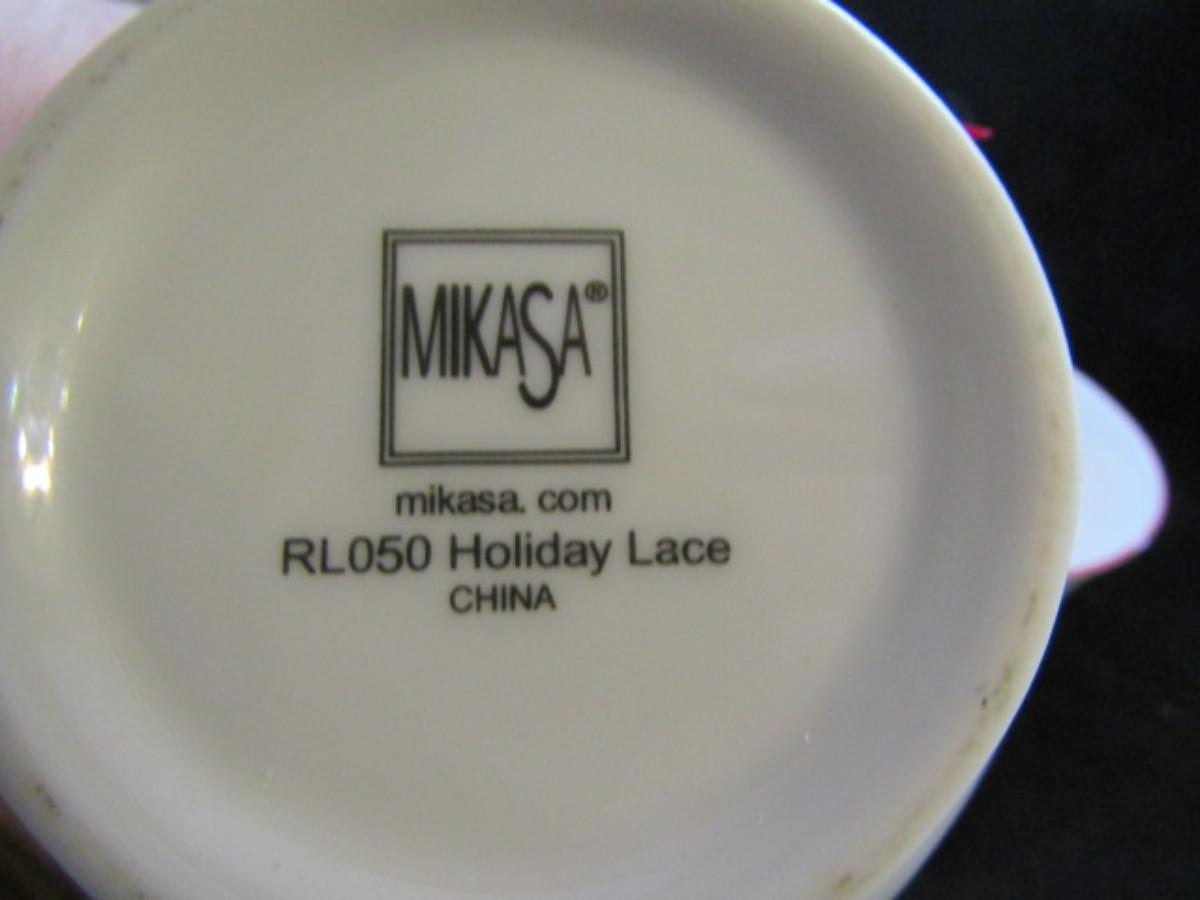 MIKASA®
mikasa. com
RL050 Holiday Lace
CHINA